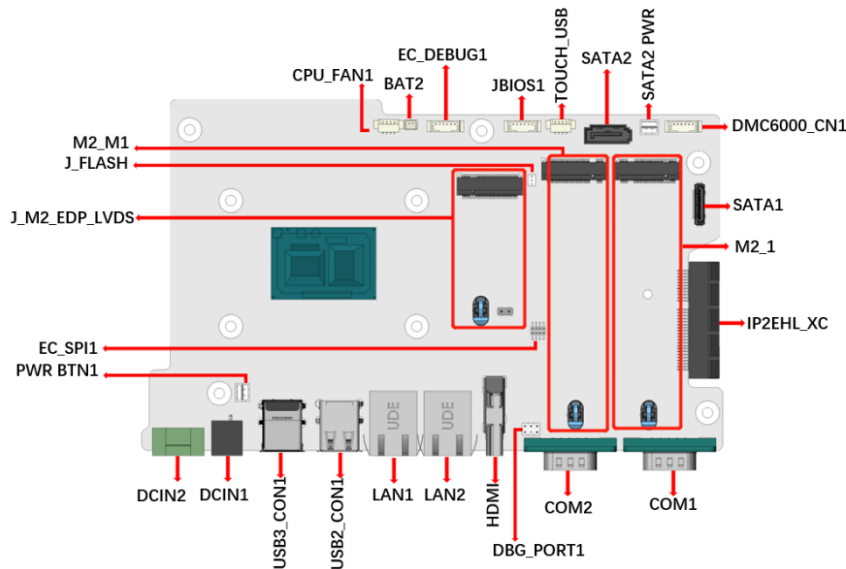 CPU_FAN1
BAT2
EC_DEBUG1
JBIOS1
TOUCH_USB
SATA2
SATA2 PWR
DMC6000_CN1
M2_M1
J_FLASH
J_M2_EDP_LVDS
SATA1
M2_1
IP2EHL_XC
EC_SPI1
PWR BTN1
FOXCONN
UDE
UDE
DCIN2
DCIN1
USB3_CON1
USB2_CON1
LAN1
LAN2
HDMI
DBG_PORT1
COM2
COM1